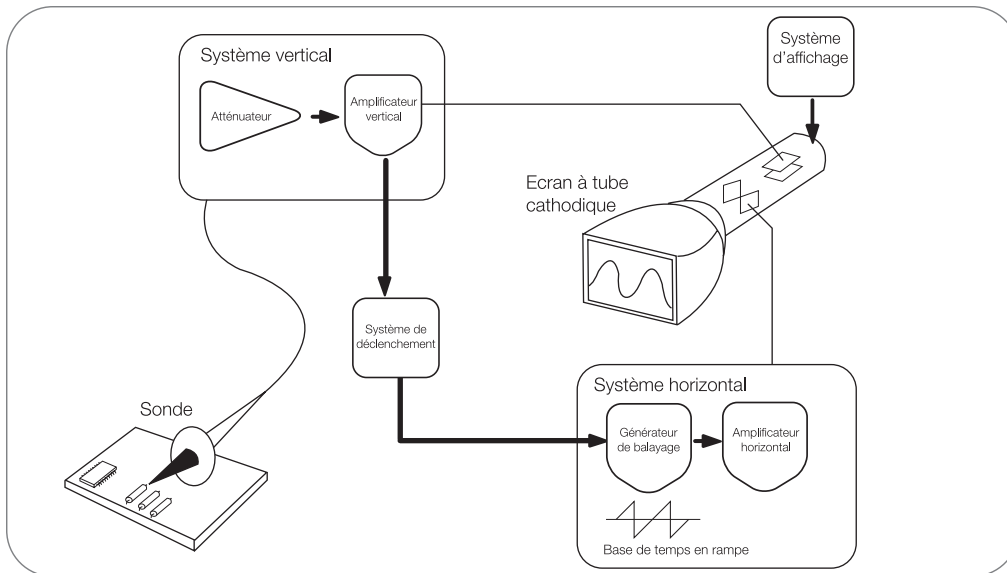 Système vertical
Atténuateur
Amplificateur
vertical
Système
d'affichage
Ecran à tube
cathodique
Système de
déclenchement
Sonde
Système horizontal
Générateur
de balayage
Amplificateur
horizontal
Base de temps en rampe